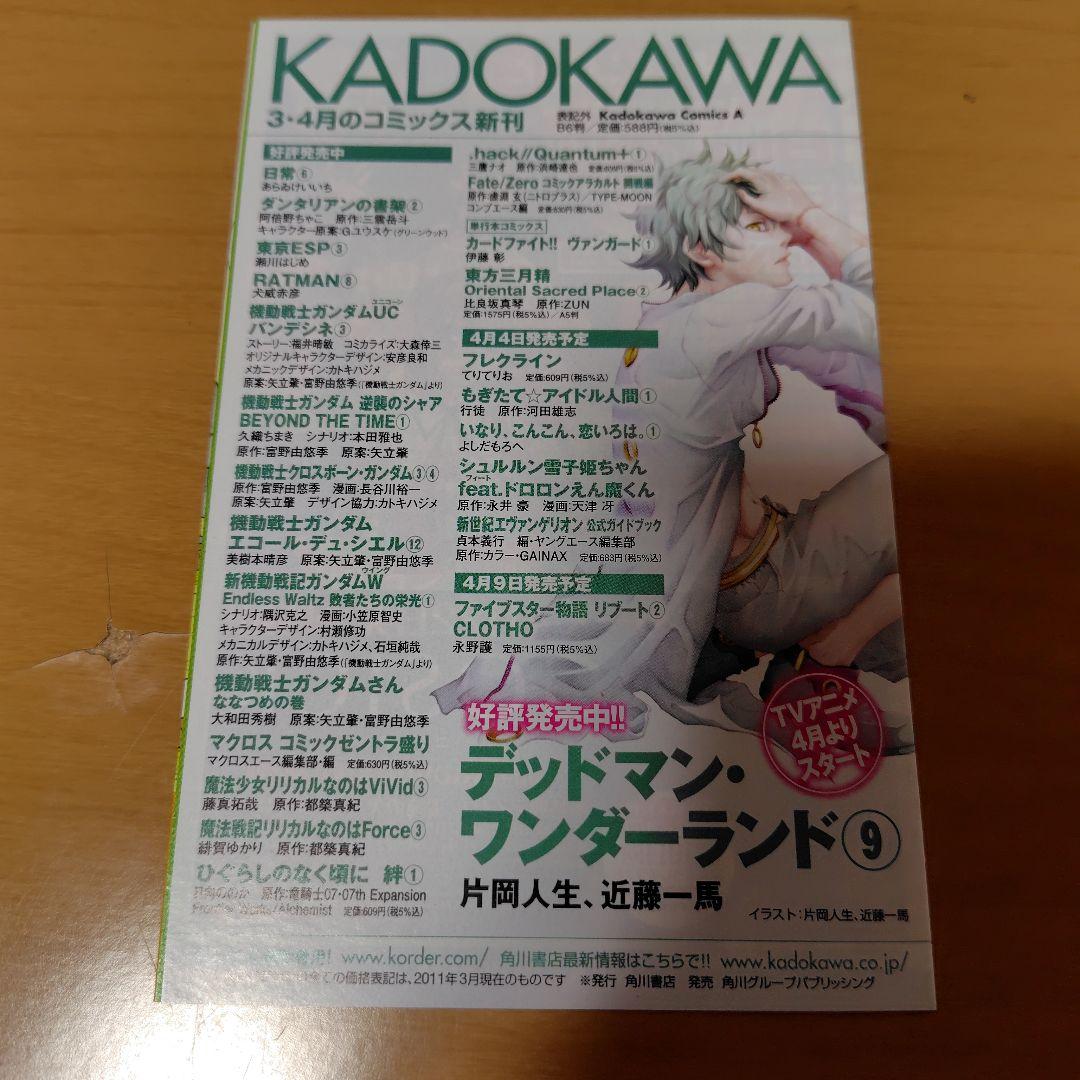 KADOKAWA
3・4月のコミックス新刊
表記外 Kadokawa Comics A
B6判/定価:588円(税5%込)
好評発売中
日常⑥
あらゐけいいち
ダンタリアンの書架②
阿倍野ちゃこ 原作:三雲岳斗
キャラクター原案:G.ユウスケ(グリーンウッド)
東京ESP③
瀬川はじめ
RATMAN⑧
犬威赤彦
ユニコーン
機動戦士ガンダムUC
バンデシネ③
ストーリー:福井晴敏 コミカライズ:大森倖三
オリジナルキャラクターデザイン:安彦良和
メカニックデザイン:カトキハジメ
原案:矢立肇・富野由悠季(「機動戦士ガンダム」より)
機動戦士ガンダム 逆襲のシャア
BEYOND THE TIME①
久織ちまき シナリオ:本田雅也
原作:富野由悠季 原案:矢立肇
機動戦士クロスボーン・ガンダム③④
原作:富野由悠季 漫画:長谷川裕一
原案:矢立肇 デザイン協力:カトキハジメ
機動戦士ガンダム
エコール・デュ・シエル⑫
美樹本晴彦 原案:矢立肇・富野由悠季
ウイング
新機動戦記ガンダムW
Endless Waltz 敗者たちの栄光①
シナリオ:隅沢克之 漫画:小笠原智史
キャラクターデザイン:村瀬修功
メカニカルデザイン:カトキハジメ、石垣純哉
原作:矢立肇・富野由悠季(「機動戦士ガンダム」より)
機動戦士ガンダムさん
ななつめの巻
大和田秀樹 原案:矢立肇・富野由悠季
マクロス コミックゼントラ盛り
マクロスエース編集部・編 定価:630円(税5%込)
魔法少女リリカルなのはViVid③
藤真拓哉 原作:都築真紀
魔法戦記リリカルなのはForce③
緋賀ゆかり 原作:都築真紀
ひぐらしのなく頃に 絆①
原作:竜騎士07・07th Expansion
Frontier Works/Alchemist 定価:609円(税5%込)
.hack//Quantum+①
三鷹ナオ 原作:浜崎達也 定価:609円(税5%込)
Fate/Zero コミックアラカルト 開戦編
原作:虚淵 玄(ニトロプラス)/TYPE-MOON
コンプエース編 定価:630円(税5%込)
単行本コミックス
カードファイト!! ヴァンガード①
伊藤 彰
東方三月精
Oriental Sacred Place②
比良坂真琴 原作:ZUN
定価:1575円(税5%込)/A5判
4月4日発売予定
フレクライン
てりてりお 定価:609円(税5%込)
もぎたて☆アイドル人間①
行徒 原作:河田雄志
いなり、こんこん、恋いろは。①
よしだもろへ
シュルルン雪子姫ちゃん
フィート
feat.ドロロンえん魔くん
原作:永井 豪 漫画:天津 冴
新世紀エヴァンゲリオン 公式ガイドブック
貞本義行 編・ヤングエース編集部
原作:カラー・GAINAX 定価:683円(税5%込)
4月9日発売予定
ファイブスター物語 リブート②
CLOTHO
永野護 定価:1155円(税5%込)
好評発売中!!
TVアニメ
4月より
スタート
デッドマン・
ワンダーランド⑨
片岡人生、近藤一馬
イラスト:片岡人生、近藤一馬
www.korder.com/ 角川書店最新情報はこちらで!! www.kadokawa.co.jp/
全ての価格表記は、2011年3月現在のものです ※発行 角川書店 発売 角川グループパブリッシング